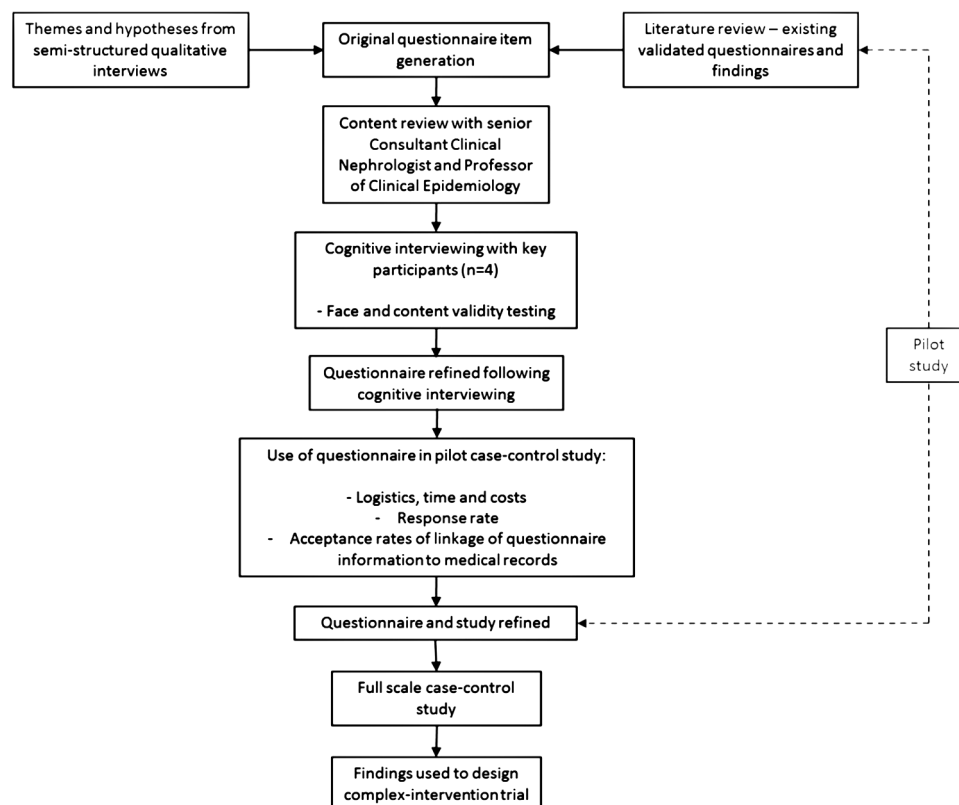 Themes and hypotheses from
semi-structured qualitative
interviews
Original questionnaire item
generation
Literature review – existing
validated questionnaires and
findings
Content review with senior
Consultant Clinical
Nephrologist and Professor
of Clinical Epidemiology
Cognitive interviewing with key
participants (n=4)
- Face and content validity testing
Pilot
study
Questionnaire refined following
cognitive interviewing
Use of questionnaire in pilot case-control study:
- Logistics, time and costs
- Response rate
- Acceptance rates of linkage of questionnaire
information to medical records
Questionnaire and study refined
Full scale case-control
study
Findings used to design
complex-intervention trial